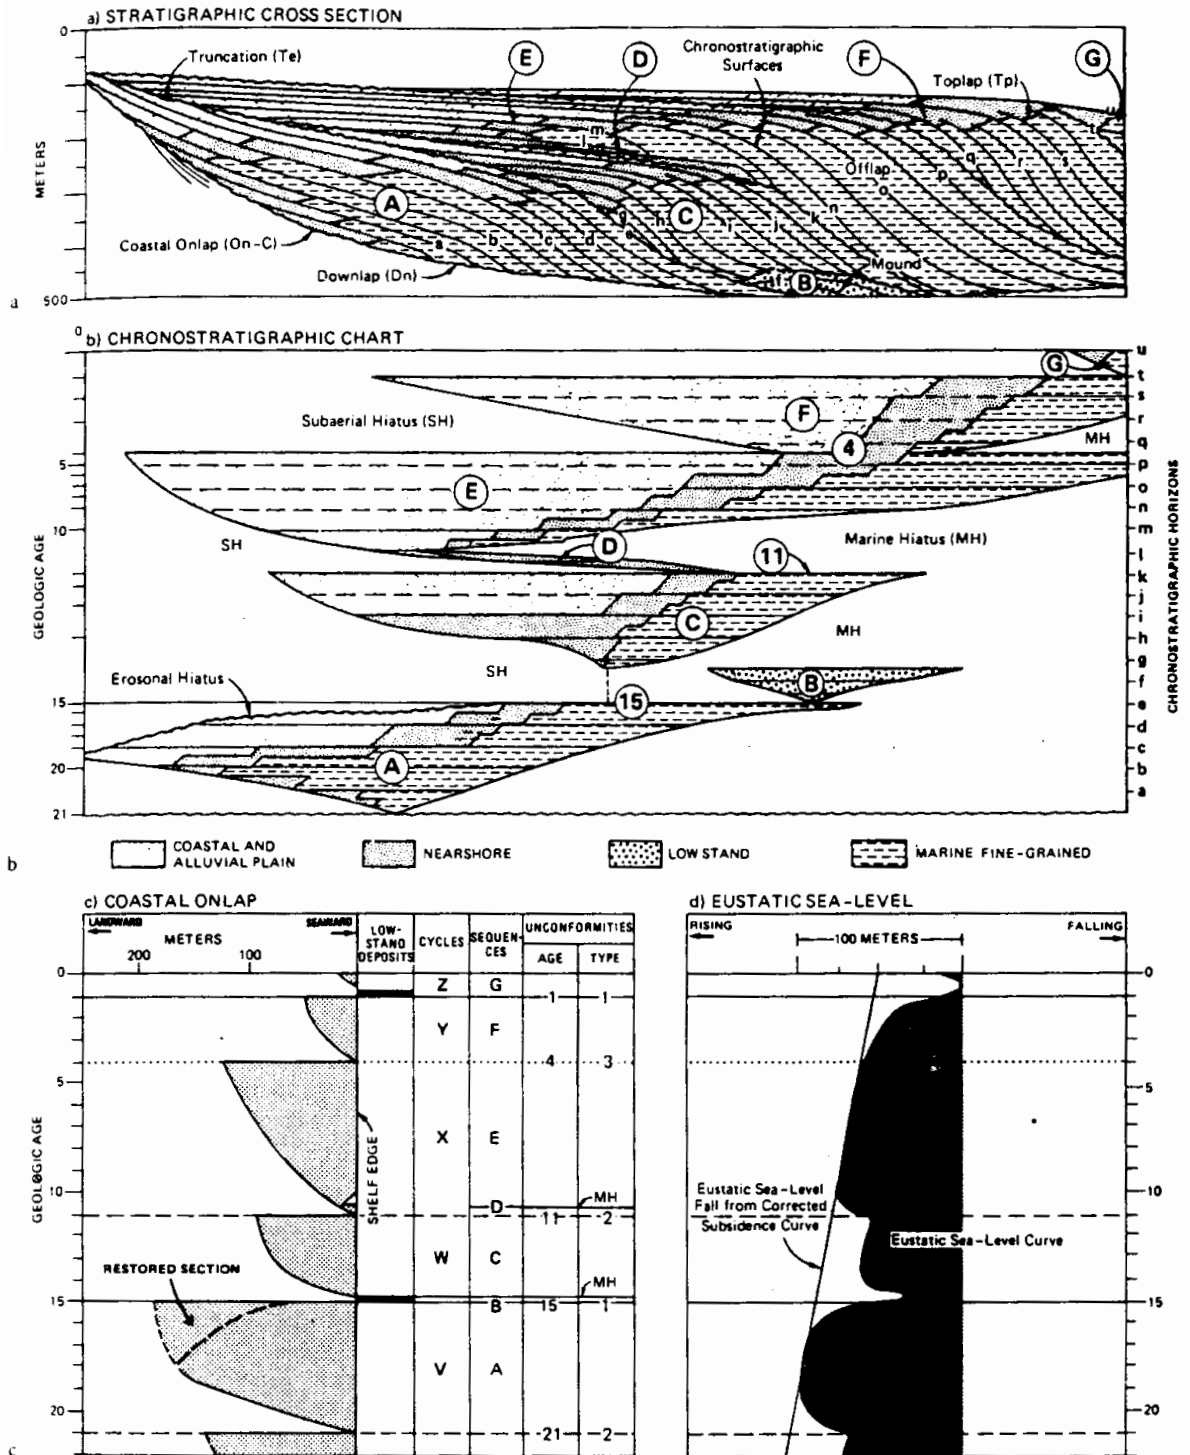 a) STRATIGRAPHIC CROSS SECTION
0
Truncation (Te)
E
D
Chronostratigraphic
Surfaces
F
G
Toplap (Tp)
METERS
m
l
u
t
Offlap
q
r
s
p
o
n
A
C
g
h
i
j
k
a
b
c
d
e
Coastal Onlap (On-C)
Downlap (Dn)
Mound
f
B
500
a
0
b) CHRONOSTRATIGRAPHIC CHART
u
G
t
s
F
r
Subaerial Hiatus (SH)
4
q
MH
5
p
E
o
n
10
m
SH
D
Marine Hiatus (MH)
l
11
k
j
i
C
h
MH
g
SH
Erosonal Hiatus
B
f
15
15
e
d
c
A
20
b
a
21
GEOLOGIC AGE
CHRONOSTRATIGRAPHIC HORIZONS
COASTAL AND
ALLUVIAL PLAIN
NEARSHORE
LOW STAND
MARINE FINE-GRAINED
b
c) COASTAL ONLAP
LANDWARD
SEAWARD
METERS
200
100
LOW-
STAND
DEPOSITS
CYCLES
SEQUEN-
CES
UNCONFORMITIES
AGE
TYPE
0
Z
G
1
1
Y
F
4
3
5
X
E
SHELF EDGE
10
MH
D
11
2
W
C
RESTORED SECTION
MH
15
B
15
1
V
A
20
21
2
GEOLOGIC AGE
c
d) EUSTATIC SEA-LEVEL
RISING
FALLING
100 METERS
0
5
10
Eustatic Sea-Level
Fall from Corrected
Subsidence Curve
Eustatic Sea-Level Curve
15
20